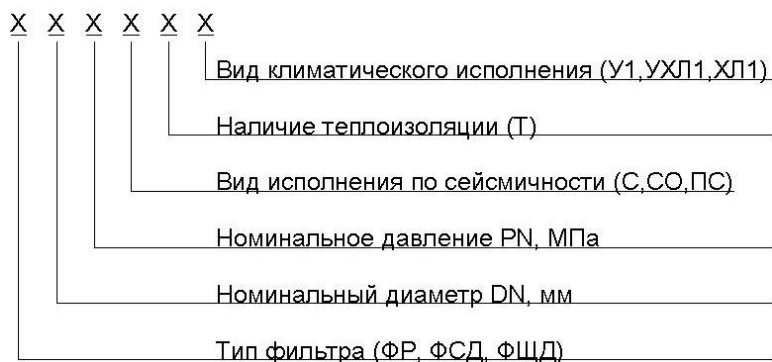 X X X X X X
Вид климатического исполнения (У1,УХЛ1,ХЛ1)
Наличие теплоизоляции (Т)
Вид исполнения по сейсмичности (С,СО,ПС)
Номинальное давление PN, МПа
Номинальный диаметр DN, мм
Тип фильтра (ФР, ФСД, ФЩД)